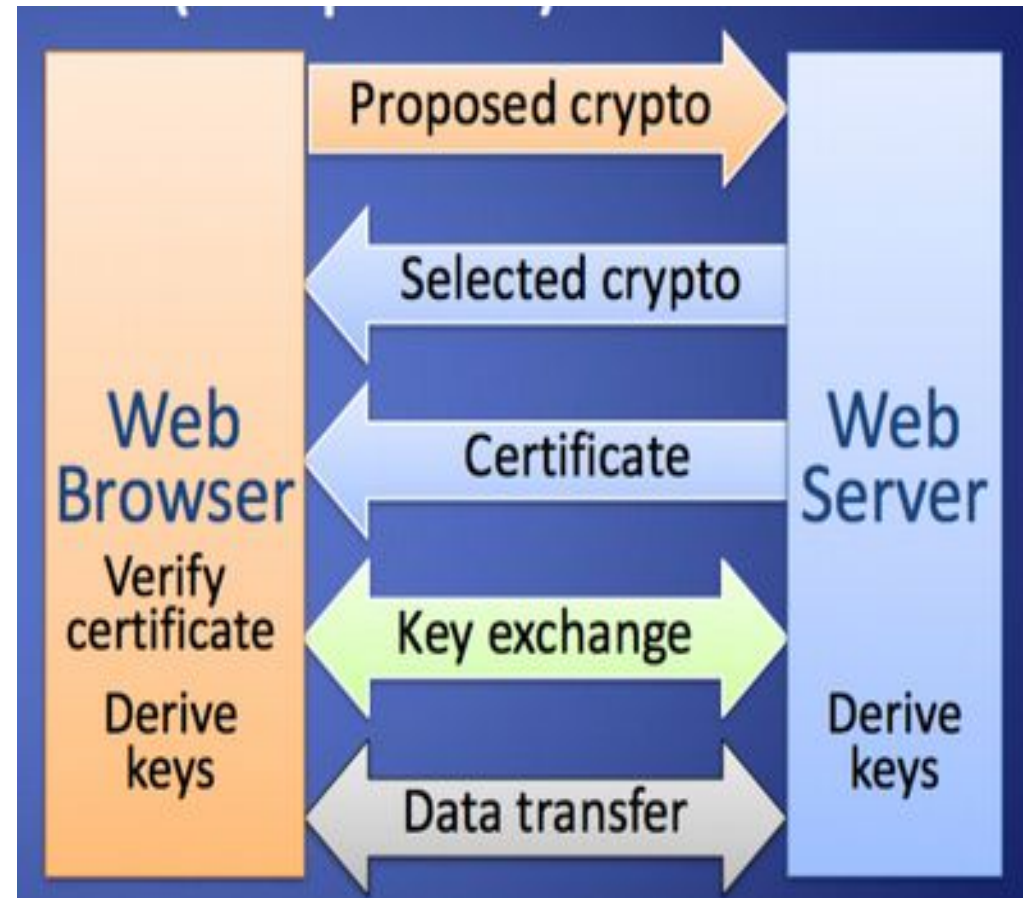 Proposed crypto
Selected crypto
Certificate
Key exchange
Data transfer
Web
Browser
Verify
certificate
Derive
keys
Web
Server
Derive
keys